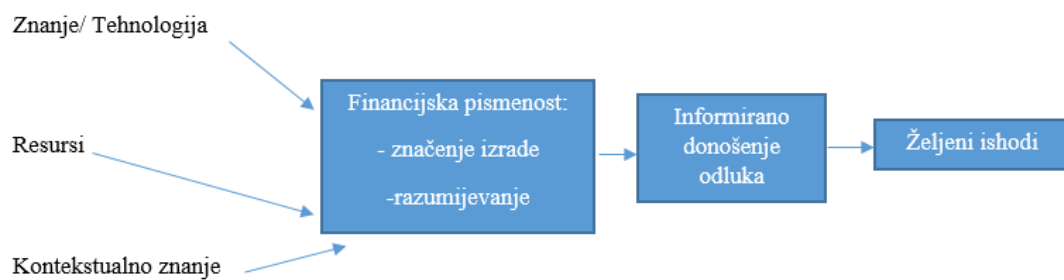 Znanje/ Tehnologija
Resursi
Kontekstualno znanje
Financijska pismenost:
- značenje izrade
-razumijevanje
Informirano
donošenje
odluka
Željeni ishodi